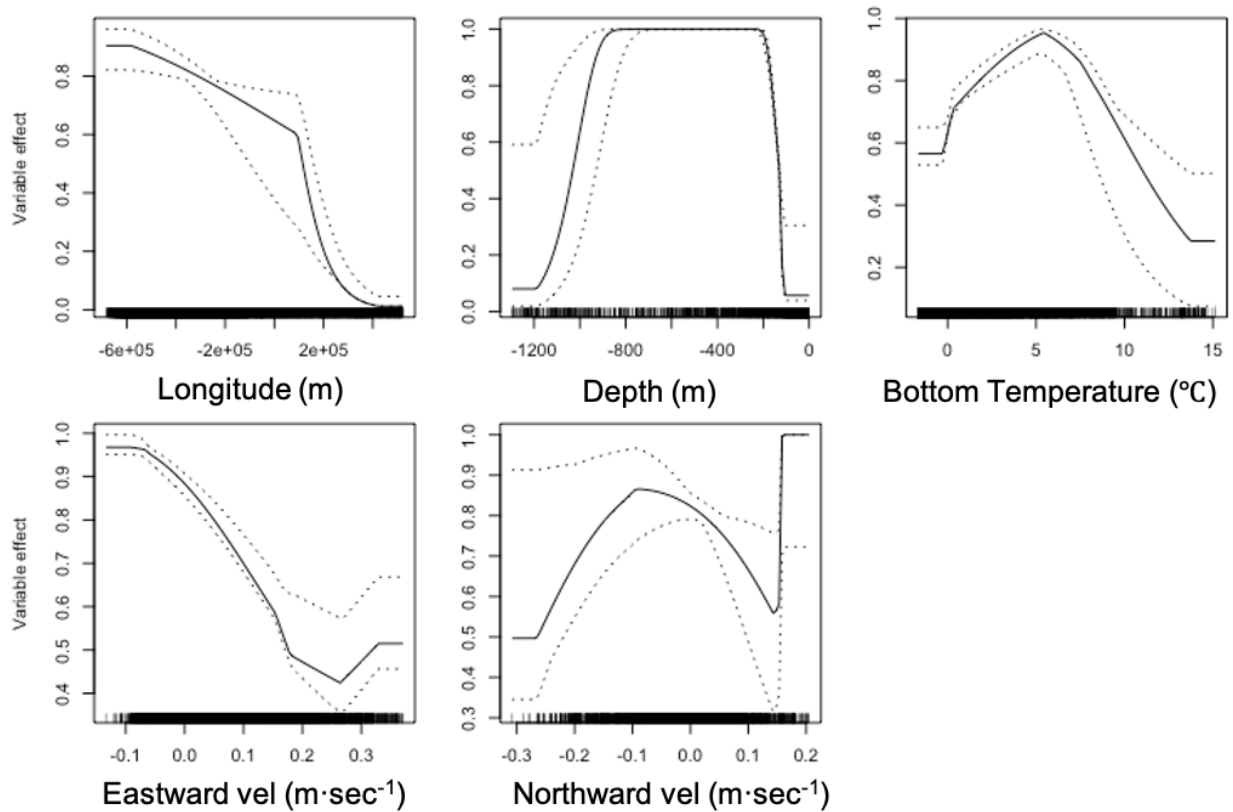 Variable effect
0.0 0.2 0.4 0.6 0.8
-6e+05 -2e+05 2e+05
Longitude (m)
0.0 0.2 0.4 0.6 0.8 1.0
-1200 -800 -400 0
Depth (m)
0.2 0.4 0.6 0.8 1.0
0 5 10 15
Bottom Temperature (℃)
Variable effect
0.4 0.5 0.6 0.7 0.8 0.9 1.0
-0.1 0.0 0.1 0.2 0.3
Eastward vel (m·sec⁻¹)
0.3 0.4 0.5 0.6 0.7 0.8 0.9 1.0
-0.3 -0.2 -0.1 0.0 0.1 0.2
Northward vel (m·sec⁻¹)